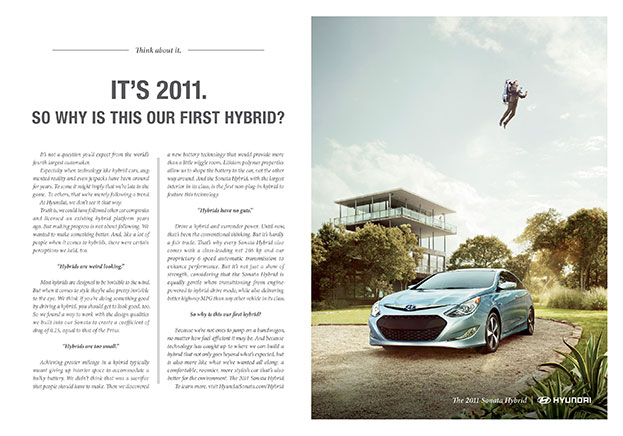 Think about it.
IT'S 2011.
SO WHY IS THIS OUR FIRST HYBRID?
It's not a question you'd expect from the world's
fourth largest automaker.
Especially when technology like hybrid cars, aug-
mented reality and even jetpacks have been around
for years. To some it might imply that we're late to the
game. To others, that we're merely following a trend.
At Hyundai, we don't see it that way.
Truth is, we could have followed other car companies
and licensed an existing hybrid platform years
ago. But making progress is not about following. We
wanted to make something better. And, like a lot of
people when it comes to hybrids, there were certain
perceptions we held, too.
"Hybrids are weird looking."
Most hybrids are designed to be invisible to the wind.
But when it comes to style they're also pretty invisible
to the eye. We think if you're doing something good
by driving a hybrid, you should get to look good, too.
So we found a way to work with the design qualities
we built into our Sonata to create a coefficient of
drag of 0.25, equal to that of the Prius.
"Hybrids are too small."
Achieving greater mileage in a hybrid typically
meant giving up interior space to accommodate a
bulky battery. We didn't think that was a sacrifice
that people should have to make. Then we discovered
a new battery technology that would provide more
than a little wiggle room. Lithium polymer properties
allow us to shape the battery to the car, not the other
way around. And the Sonata Hybrid, with the largest
interior in its class, is the first non-plug-in hybrid to
feature this technology.
"Hybrids have no guts."
Drive a hybrid and surrender power. Until now,
that's been the conventional thinking. But it's hardly
a fair trade. That's why every Sonata Hybrid also
comes with a class-leading net 206 hp and our
proprietary 6-speed automatic transmission to
enhance performance. But it's not just a show of
strength, considering that the Sonata Hybrid is
equally gentle when transitioning from engine-
powered to hybrid-drive mode, while also delivering
better highway MPG than any other vehicle in its class.
So why is this our first hybrid?
Because we're not ones to jump on a bandwagon,
no matter how fuel efficient it may be. And because
technology has caught up to where we can build a
hybrid that not only goes beyond what's expected, but
is also more like what we've wanted all along: a
comfortable, roomier, more stylish car that's also
better for the environment. The 2011 Sonata Hybrid.
To learn more, visit HyundaiSonata.com/Hybrid
The 2011 Sonata Hybrid | HYUNDAI